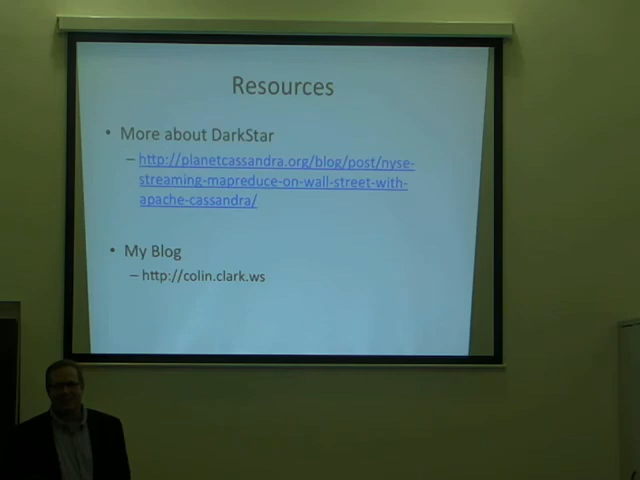 Resources
• More about DarkStar
– http://planetcassandra.org/blog/post/nyse-
streaming-mapreduce-on-wall-street-with-
apache-cassandra/
• My Blog
– http://colin.clark.ws